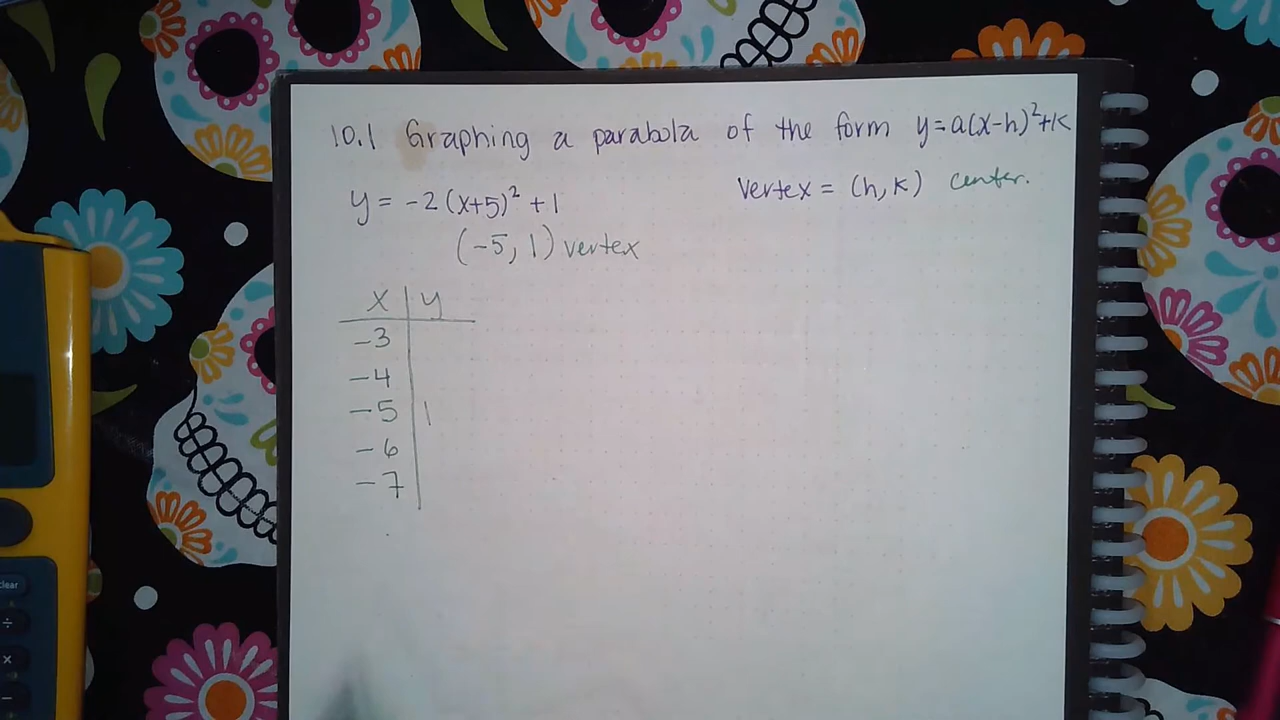 10.1 Graphing a parabola of the form y=a(x-h)²+k
y = -2(x+5)² +1
Vertex = (h,k) center.
(-5, 1) vertex
x y
-3
-4
-5 1
-6
-7
clear
÷
×
−